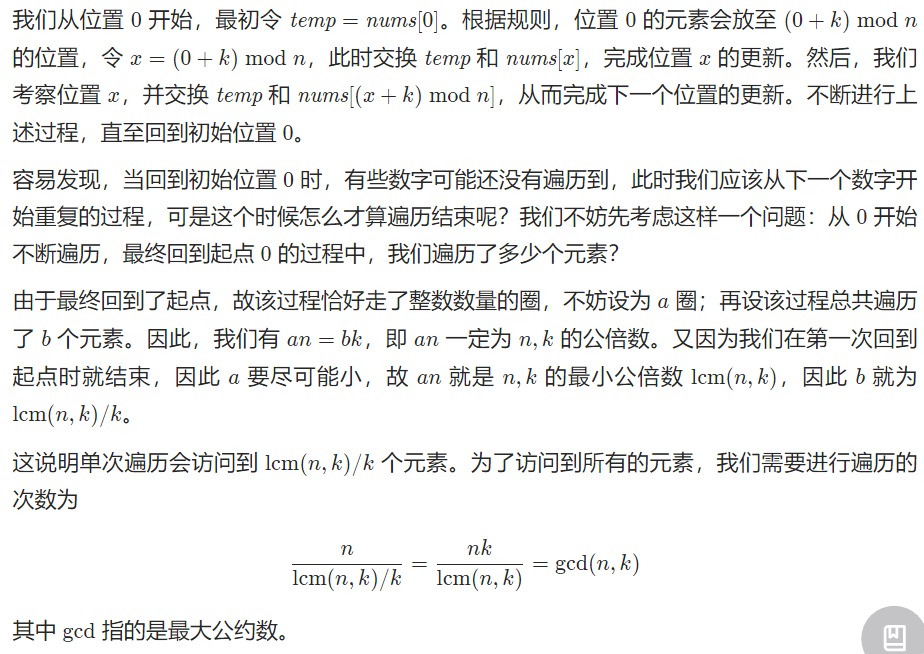 我们从位置 0 开始，最初令 temp = nums[0]。根据规则，位置 0 的元素会放至 (0 + k) mod n
的位置，令 x = (0 + k) mod n，此时交换 temp 和 nums[x]，完成位置 x 的更新。然后，我们
考察位置 x，并交换 temp 和 nums[(x + k) mod n]，从而完成下一个位置的更新。不断进行上
述过程，直至回到初始位置 0。
容易发现，当回到初始位置 0 时，有些数字可能还没有遍历到，此时我们应该从下一个数字开
始重复的过程，可是这个时候怎么才算遍历结束呢？我们不妨先考虑这样一个问题：从 0 开始
不断遍历，最终回到起点 0 的过程中，我们遍历了多少个元素？
由于最终回到了起点，故该过程恰好走了整数数量的圈，不妨设为 a 圈；再设该过程总共遍历
了 b 个元素。因此，我们有 an = bk，即 an 一定为 n, k 的公倍数。又因为我们在第一次回到
起点时就结束，因此 a 要尽可能小，故 an 就是 n, k 的最小公倍数 lcm(n, k)，因此 b 就为
lcm(n, k)/k。
这说明单次遍历会访问到 lcm(n, k)/k 个元素。为了访问到所有的元素，我们需要进行遍历的
次数为
n / (lcm(n, k)/k) = nk / lcm(n, k) = gcd(n, k)
其中 gcd 指的是最大公约数。